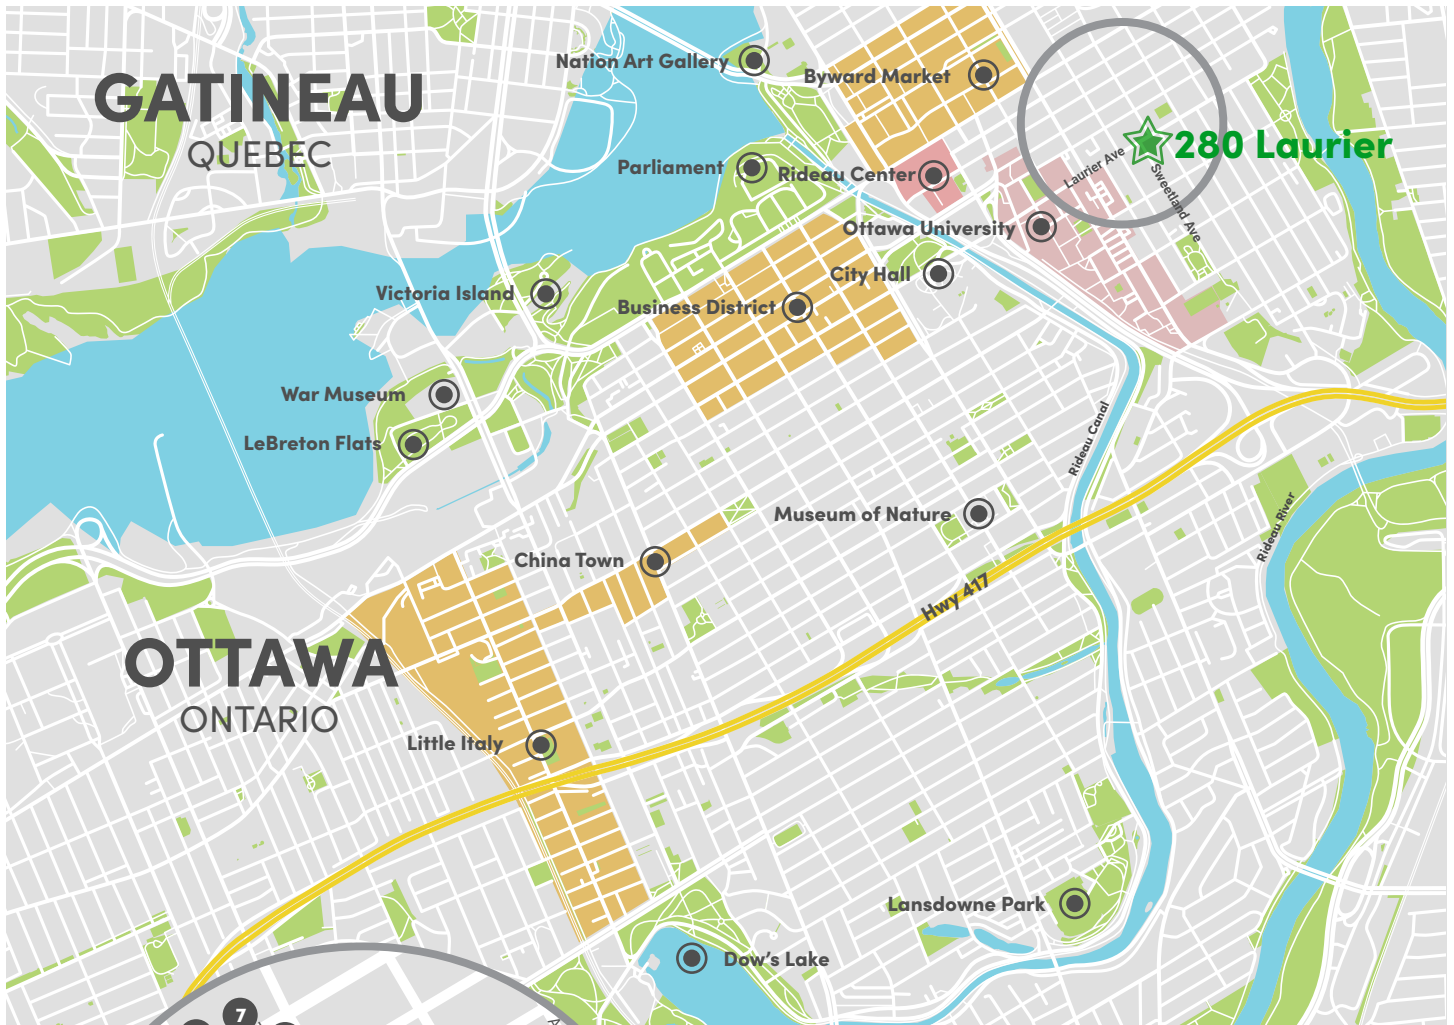 Nation Art Gallery
Byward Market
GATINEAU
QUEBEC
280 Laurier
Laurier Ave
Sweetland Ave
Parliament
Rideau Center
Ottawa University
City Hall
Victoria Island
Business District
War Museum
LeBreton Flats
Rideau Canal
Museum of Nature
Rideau River
China Town
Hwy 417
OTTAWA
ONTARIO
Little Italy
Lansdowne Park
Dow's Lake
7